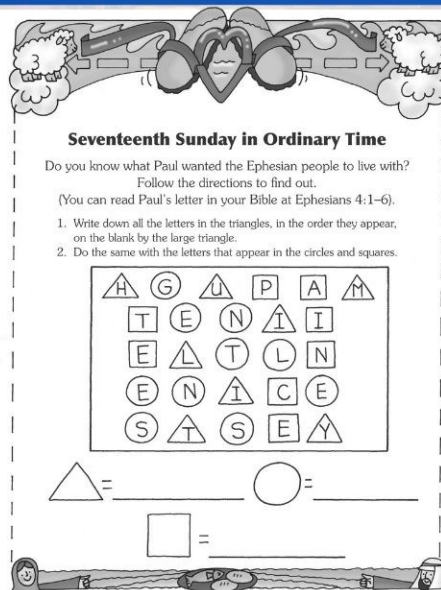 Seventeenth Sunday in Ordinary Time
Do you know what Paul wanted the Ephesian people to live with?
Follow the directions to find out.
(You can read Paul's letter in your Bible at Ephesians 4:1–6).
1. Write down all the letters in the triangles, in the order they appear,
on the blank by the large triangle.
2. Do the same with the letters that appear in the circles and squares.
H G U P A M
T E N I I
E L T L N
E N I C E
S T S E Y
=
=
=